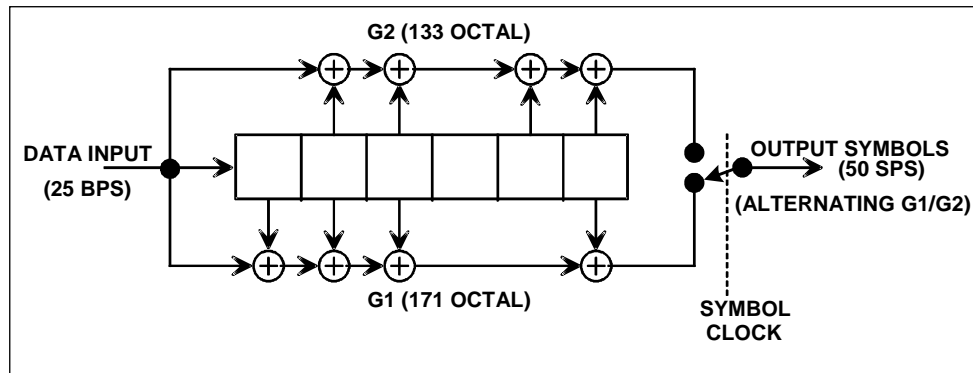 G2 (133 OCTAL)
DATA INPUT
(25 BPS)
OUTPUT SYMBOLS
(50 SPS)
(ALTERNATING G1/G2)
G1 (171 OCTAL)
SYMBOL
CLOCK